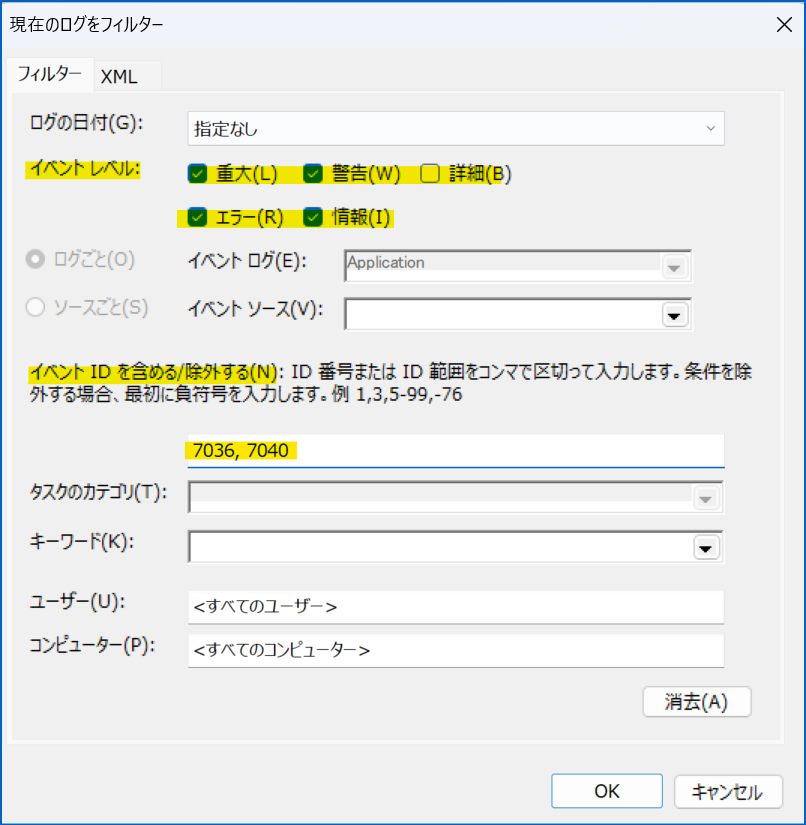 現在のログをフィルター
フィルター XML
ログの日付(G): 指定なし
イベント レベル: 重大(L) 警告(W) 詳細(B)
エラー(R) 情報(I)
ログごと(O) イベント ログ(E): Application
ソースごと(S) イベント ソース(V):
イベント ID を含める/除外する(N): ID 番号または ID 範囲をコンマで区切って入力します。条件を除
外する場合、最初に負符号を入力します。例 1,3,5-99,-76
7036, 7040
タスクのカテゴリ(T):
キーワード(K):
ユーザー(U): <すべてのユーザー>
コンピューター(P): <すべてのコンピューター>
消去(A)
OK キャンセル